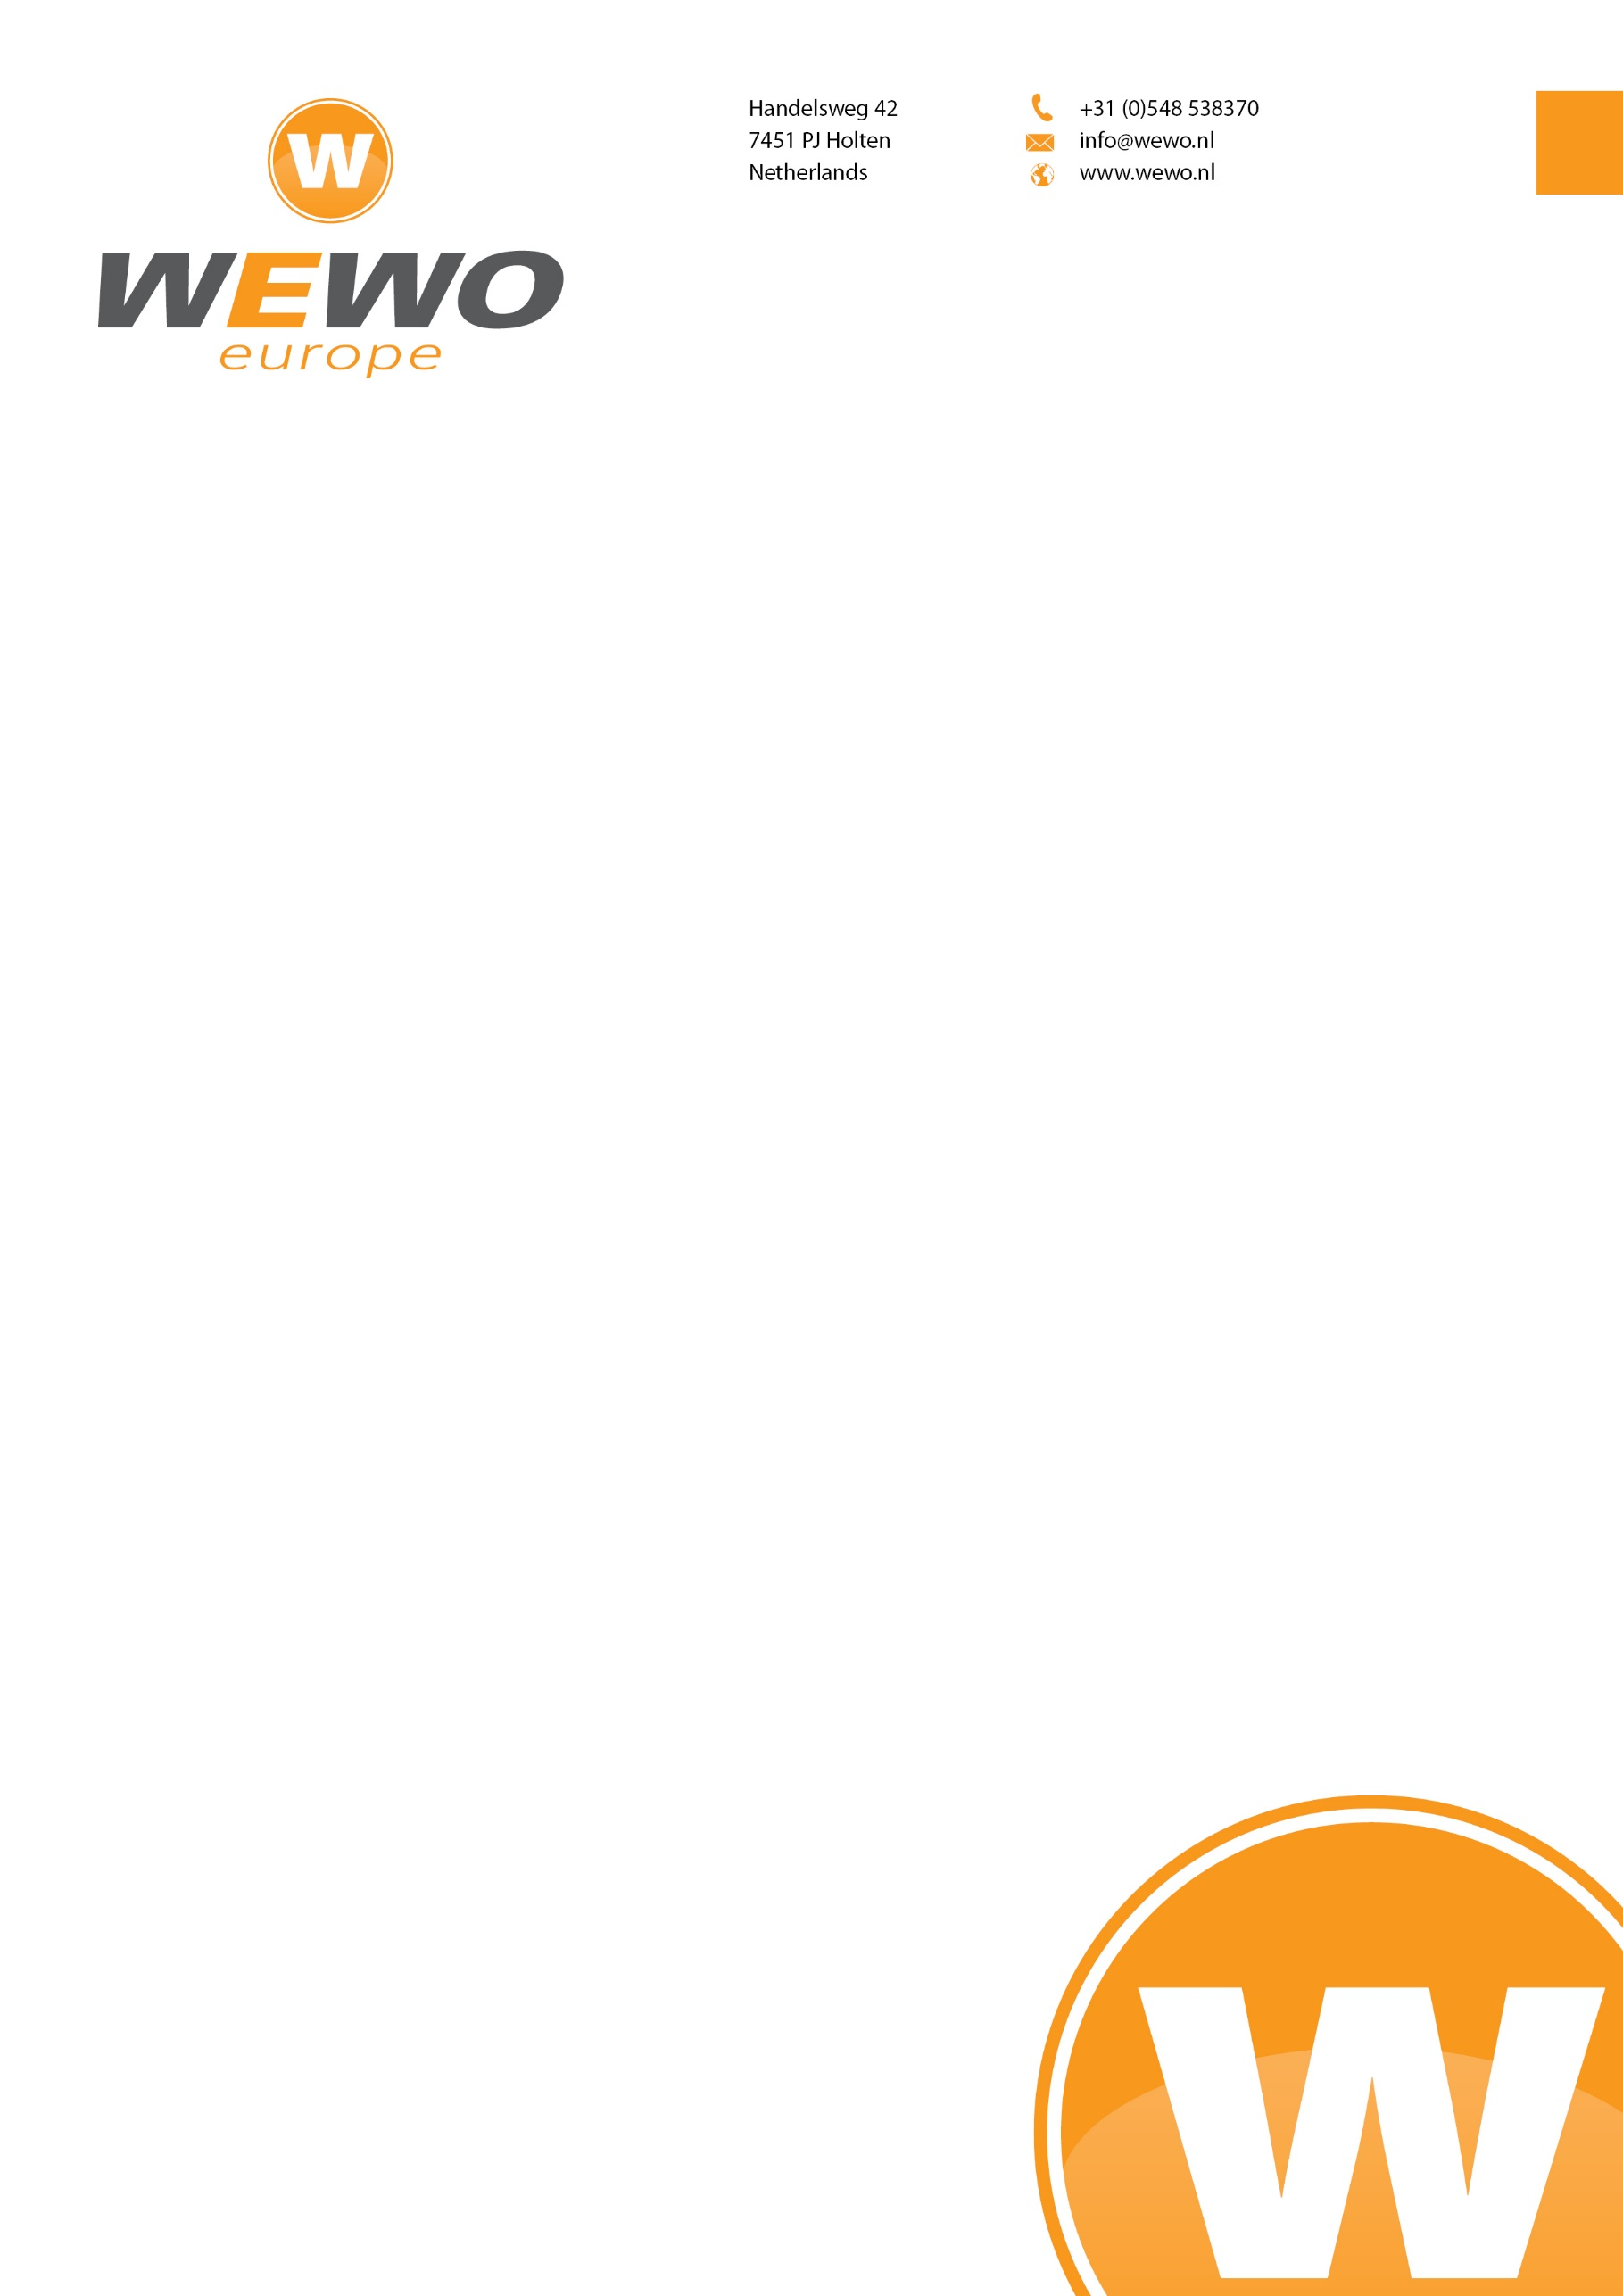 W
WEWO
europe
Handelsweg 42
7451 PJ Holten
Netherlands
+31 (0)548 538370
info@wewo.nl
www.wewo.nl
W